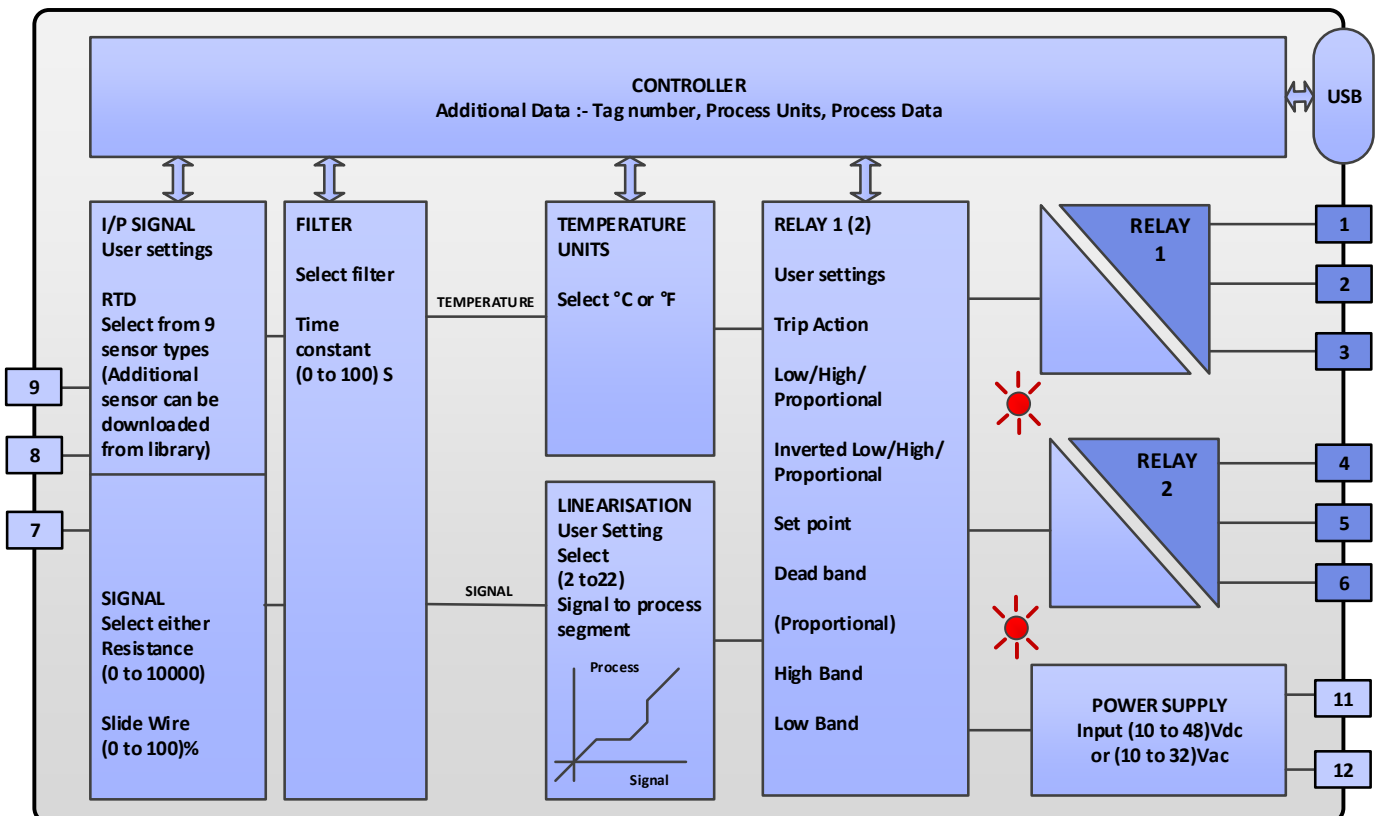 CONTROLLER
Additional Data :- Tag number, Process Units, Process Data
USB
I/P SIGNAL
User settings
RTD
Select from 9
sensor types
(Additional
sensor can be
downloaded
from library)
SIGNAL
Select either
Resistance
(0 to 10000)
Slide Wire
(0 to 100)%
9
8
7
FILTER
Select filter
Time
constant
(0 to 100) S
TEMPERATURE
SIGNAL
TEMPERATURE
UNITS
Select °C or °F
LINEARISATION
User Setting
Select
(2 to22)
Signal to process
segment
Process
Signal
RELAY 1 (2)
User settings
Trip Action
Low/High/
Proportional
Inverted Low/High/
Proportional
Set point
Dead band
(Proportional)
High Band
Low Band
RELAY
1
1
2
3
RELAY
2
4
5
6
POWER SUPPLY
Input (10 to 48)Vdc
or (10 to 32)Vac
11
12